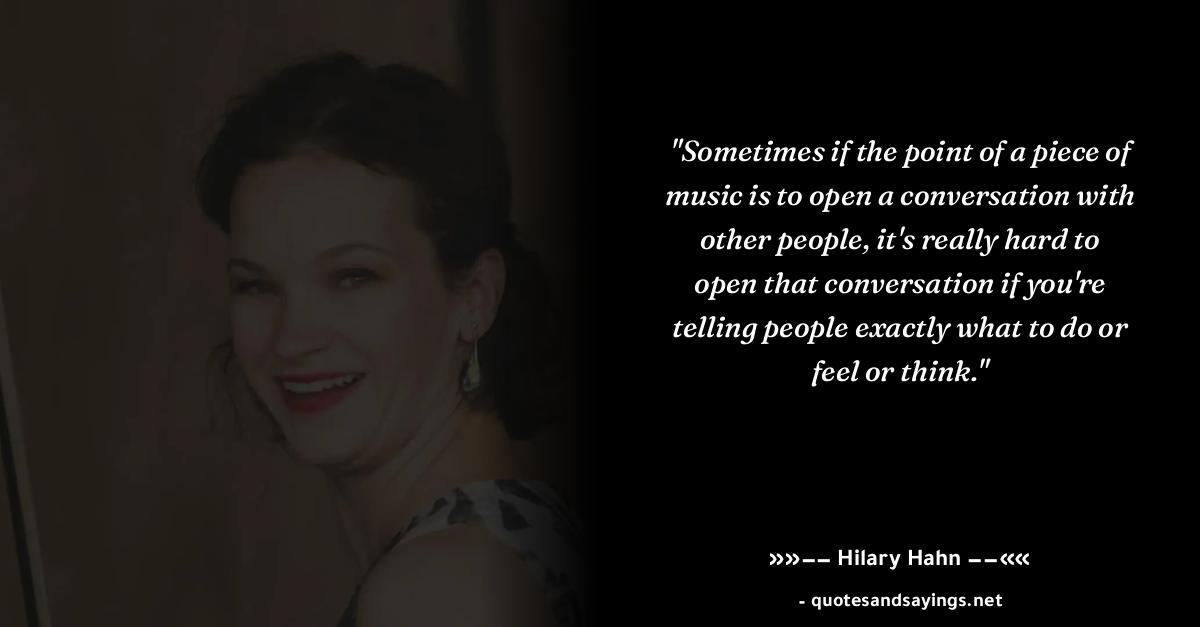 "Sometimes if the point of a piece of
music is to open a conversation with
other people, it's really hard to
open that conversation if you're
telling people exactly what to do or
feel or think."
»»−− Hilary Hahn −−««
- quotesandsayings.net